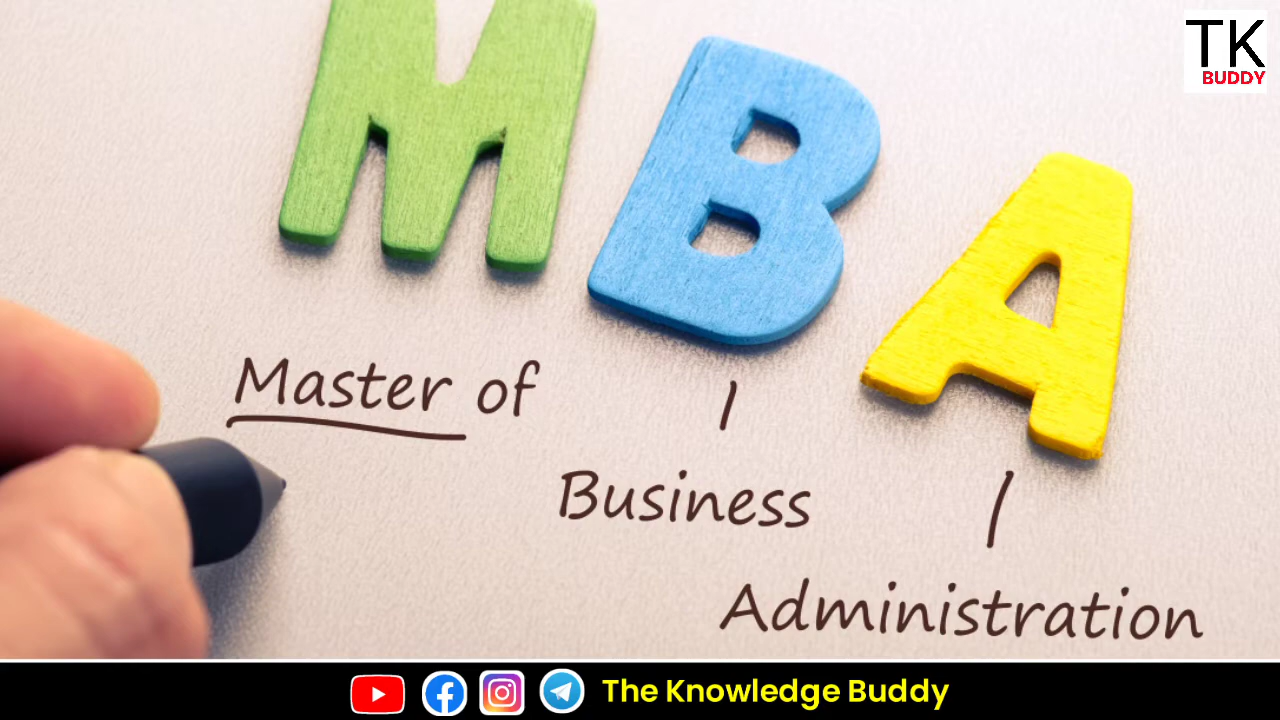 TK
BUDDY
MBA
Master of
Business
Administration
The Knowledge Buddy